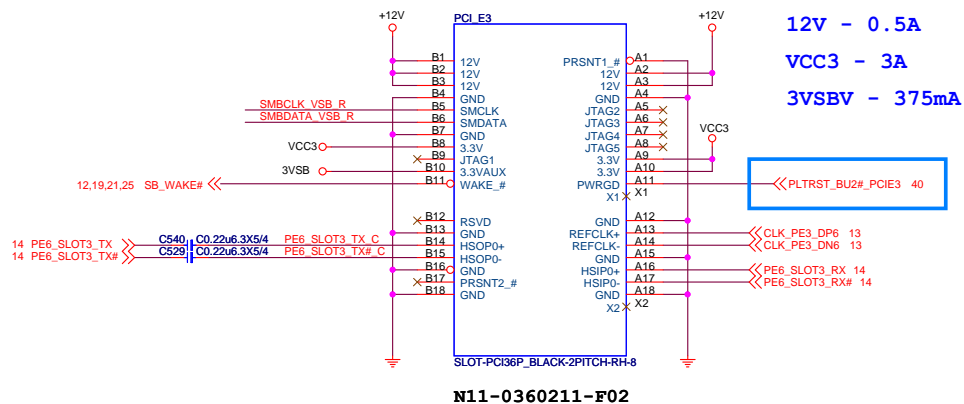 +12V PCI_E3 +12V 12V - 0.5A
VCC3 - 3A
3VSBV - 375mA
B1 12V PRSNT1_# A1
B2 12V 12V A2
B3 12V 12V A3
B4 GND GND A4
SMBCLK_VSB_R B5 SMCLK JTAG2 A5
SMBDATA_VSB_R B6 SMDATA JTAG3 A6
B7 GND JTAG4 A7
VCC3 B8 3.3V JTAG5 A8 VCC3
B9 JTAG1 3.3V A9
3VSB B10 3.3VAUX 3.3V A10
12,19,21,25 SB_WAKE# B11 WAKE_# PWRGD A11 PLTRST_BU2#_PCIE3 40
X1 X1
B12 RSVD GND A12
B13 GND REFCLK+ A13 CLK_PE3_DP6 13
14 PE6_SLOT3_TX C540 C0.22u6.3X5/4 PE6_SLOT3_TX_C B14 HSOP0+ REFCLK- A14 CLK_PE3_DN6 13
14 PE6_SLOT3_TX# C529 C0.22u6.3X5/4 PE6_SLOT3_TX#_C B15 HSOP0- GND A15
B16 GND HSIP0+ A16 PE6_SLOT3_RX 14
B17 PRSNT2_# HSIP0- A17 PE6_SLOT3_RX# 14
B18 GND GND A18
X2 X2
SLOT-PCI36P_BLACK-2PITCH-RH-8
N11-0360211-F02